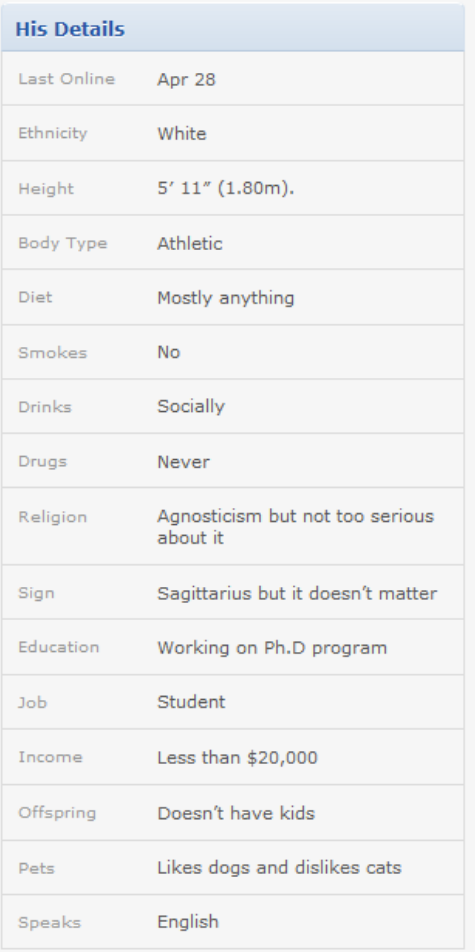 His Details
Last Online Apr 28
Ethnicity White
Height 5′ 11″ (1.80m).
Body Type Athletic
Diet Mostly anything
Smokes No
Drinks Socially
Drugs Never
Religion Agnosticism but not too serious
about it
Sign Sagittarius but it doesn’t matter
Education Working on Ph.D program
Job Student
Income Less than $20,000
Offspring Doesn’t have kids
Pets Likes dogs and dislikes cats
Speaks English